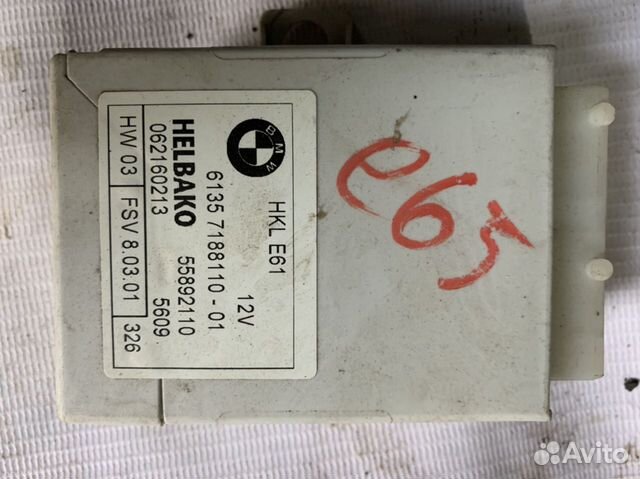 BMW
HKL E61 12V
6135 7188110 - 01
HELBAKO 55892110
062160213 5609
HW 03 FSV 8.03.01 326
e65
Avito